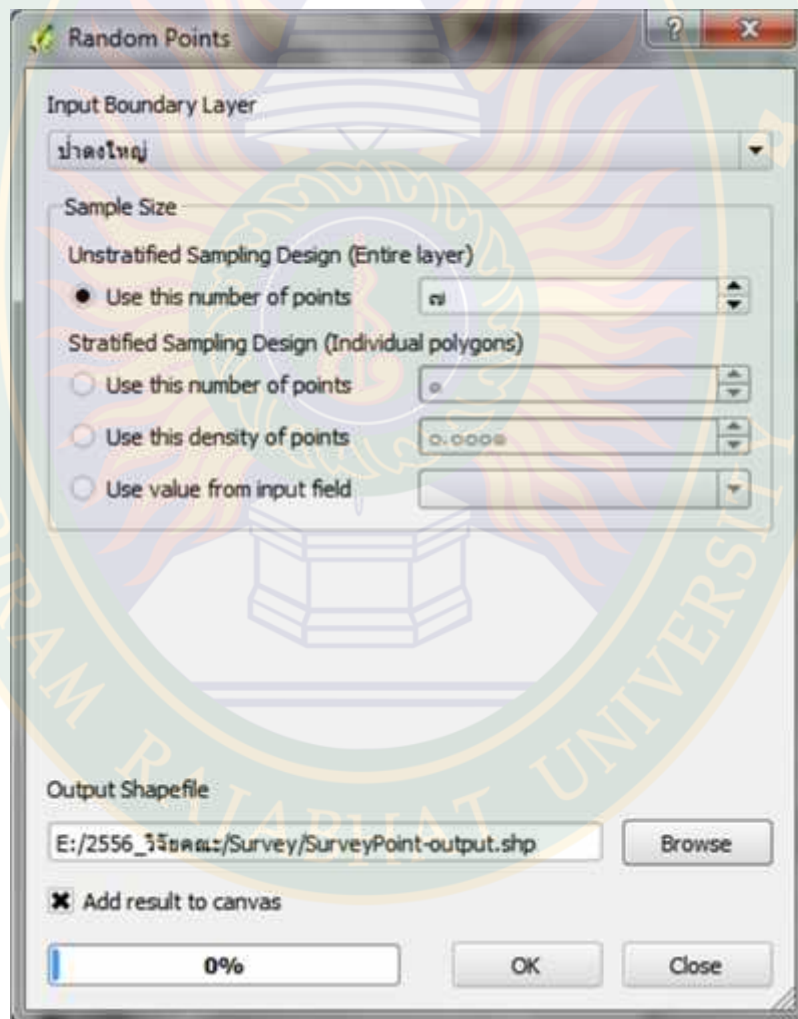 Random Points
Input Boundary Layer
ป่าดงใหญ่
Sample Size
Unstratified Sampling Design (Entire layer)
Use this number of points ๗
Stratified Sampling Design (Individual polygons)
Use this number of points ๑
Use this density of points ๐.๐๐๐๑
Use value from input field
Output Shapefile
E:/2556_วิจัยคณะ/Survey/SurveyPoint-output.shp Browse
Add result to canvas
0% OK Close
RAJABHAT UNIVERSITY